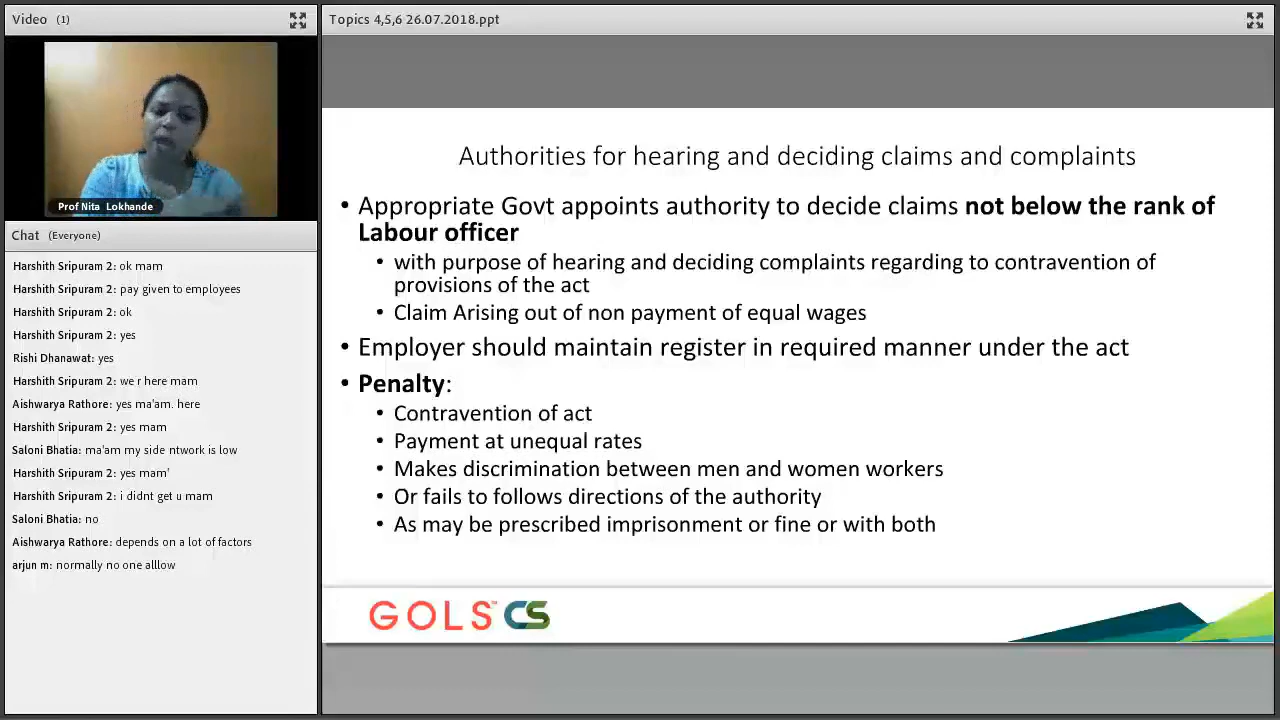 Video (1)
Prof Nita Lokhande
Chat (Everyone)
Harshith Sripuram 2: ok mam
Harshith Sripuram 2: pay given to employees
Harshith Sripuram 2: ok
Harshith Sripuram 2: yes
Rishi Dhanawat: yes
Harshith Sripuram 2: we r here mam
Aishwarya Rathore: yes ma'am. here
Harshith Sripuram 2: yes mam
Saloni Bhatia: ma'am my side ntwork is low
Harshith Sripuram 2: yes mam'
Harshith Sripuram 2: i didnt get u mam
Saloni Bhatia: no
Aishwarya Rathore: depends on a lot of factors
arjun m: normally no one alllow
Topics 4,5,6 26.07.2018.ppt
Authorities for hearing and deciding claims and complaints
• Appropriate Govt appoints authority to decide claims not below the rank of
Labour officer
• with purpose of hearing and deciding complaints regarding to contravention of
provisions of the act
• Claim Arising out of non payment of equal wages
• Employer should maintain register in required manner under the act
• Penalty:
• Contravention of act
• Payment at unequal rates
• Makes discrimination between men and women workers
• Or fails to follows directions of the authority
• As may be prescribed imprisonment or fine or with both
GOLS™ CS